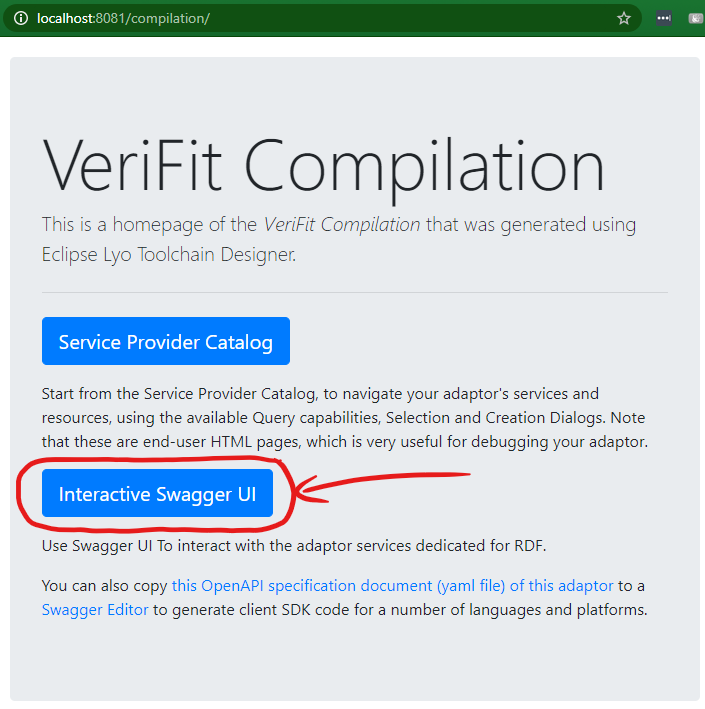 localhost:8081/compilation/
VeriFit Compilation
This is a homepage of the VeriFit Compilation that was generated using
Eclipse Lyo Toolchain Designer.
Service Provider Catalog
Start from the Service Provider Catalog, to navigate your adaptor's services and
resources, using the available Query capabilities, Selection and Creation Dialogs. Note
that these are end-user HTML pages, which is very useful for debugging your adaptor.
Interactive Swagger UI
Use Swagger UI To interact with the adaptor services dedicated for RDF.
You can also copy this OpenAPI specification document (yaml file) of this adaptor to a
Swagger Editor to generate client SDK code for a number of languages and platforms.